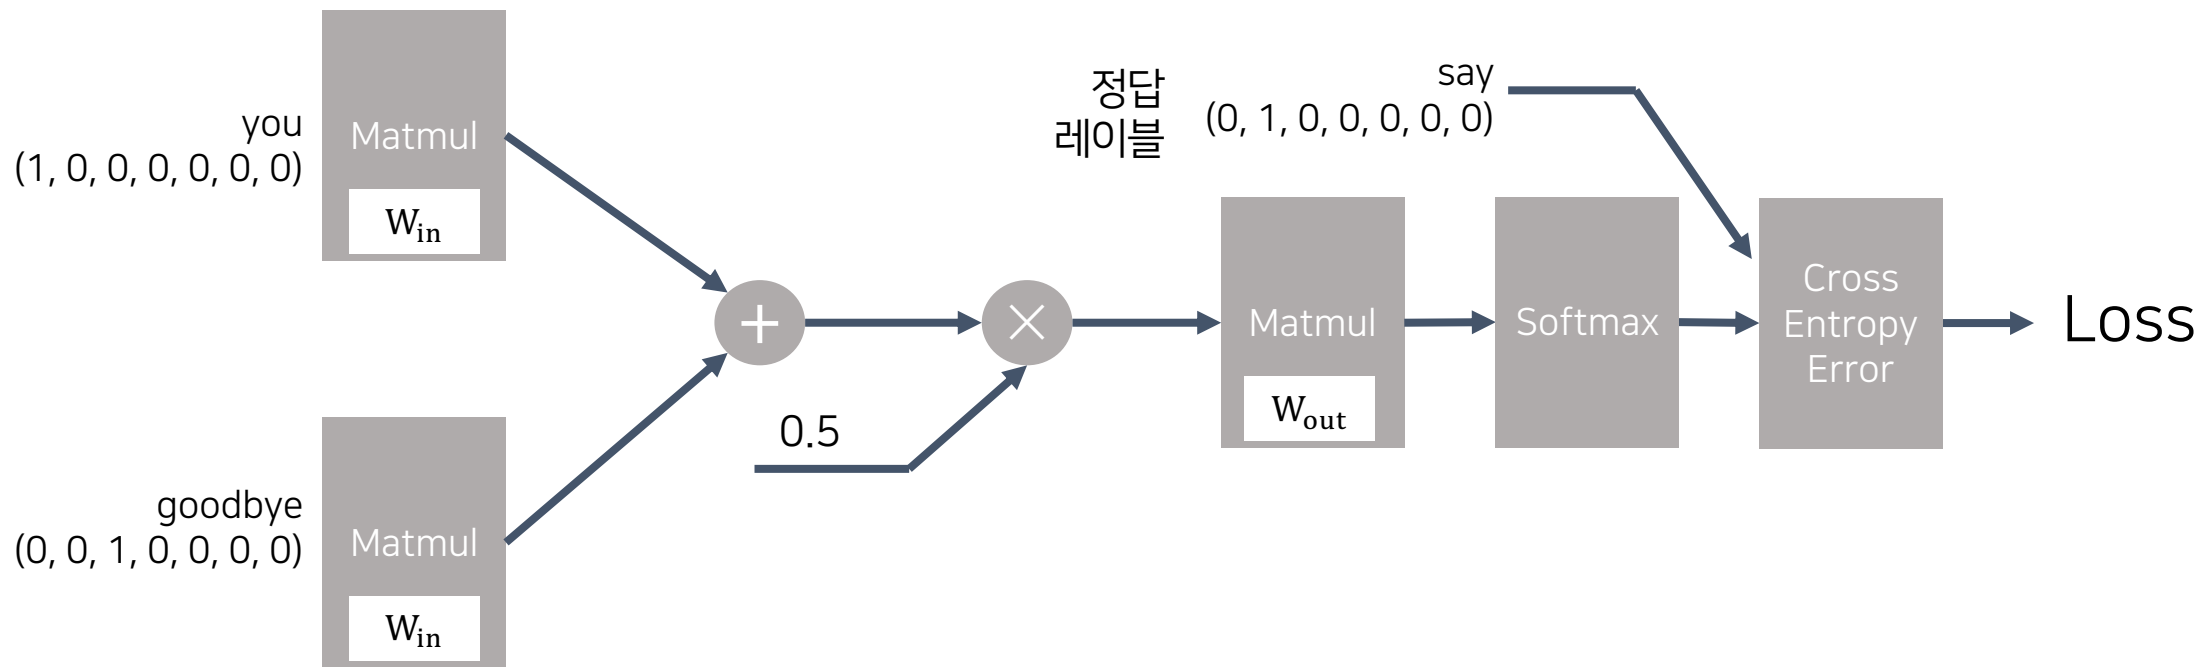 you
(1, 0, 0, 0, 0, 0, 0)
Matmul
W_in
goodbye
(0, 0, 1, 0, 0, 0, 0)
Matmul
W_in
+
×
0.5
정답
레이블
say
(0, 1, 0, 0, 0, 0, 0)
Matmul
W_out
Softmax
Cross
Entropy
Error
Loss